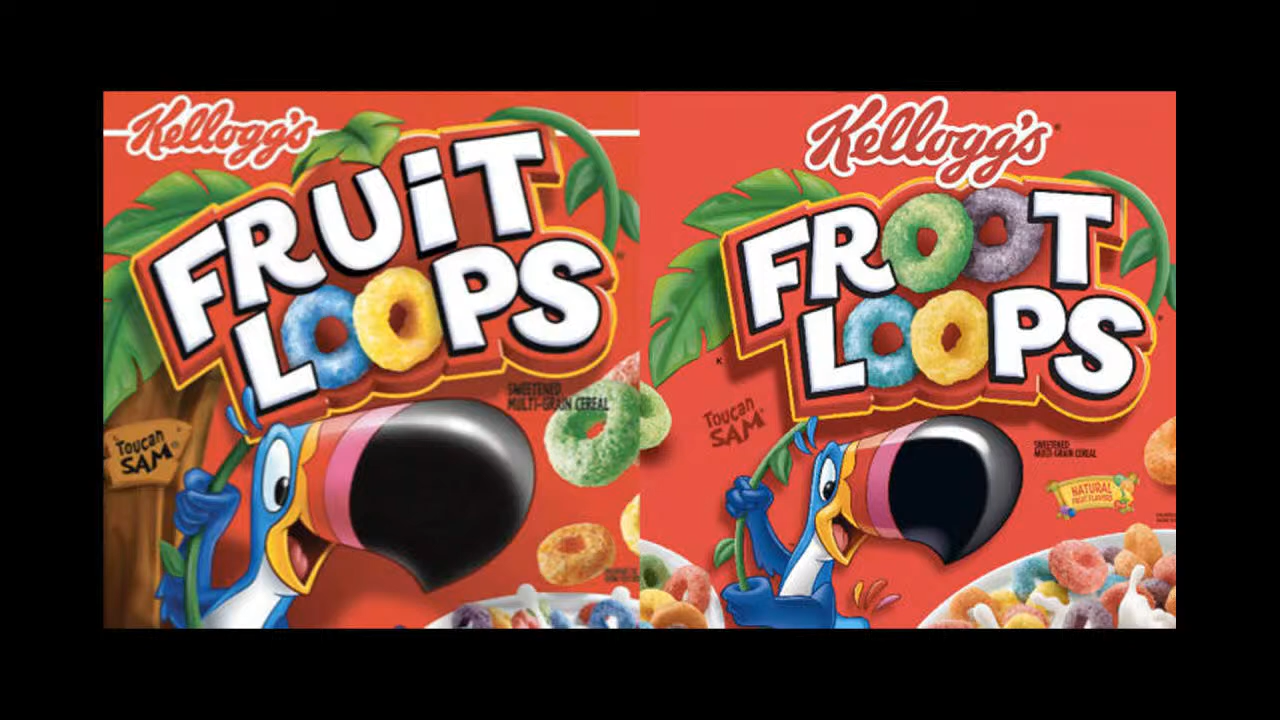 Kellogg's
FRUiT
LOOPS
SWEETENED
MULTI-GRAIN CEREAL
Toucan
SAM
Kellogg's
FROOT
LOOPS
K
Toucan
SAM
SWEETENED
MULTI-GRAIN CEREAL
NATURAL
FRUIT FLAVORS